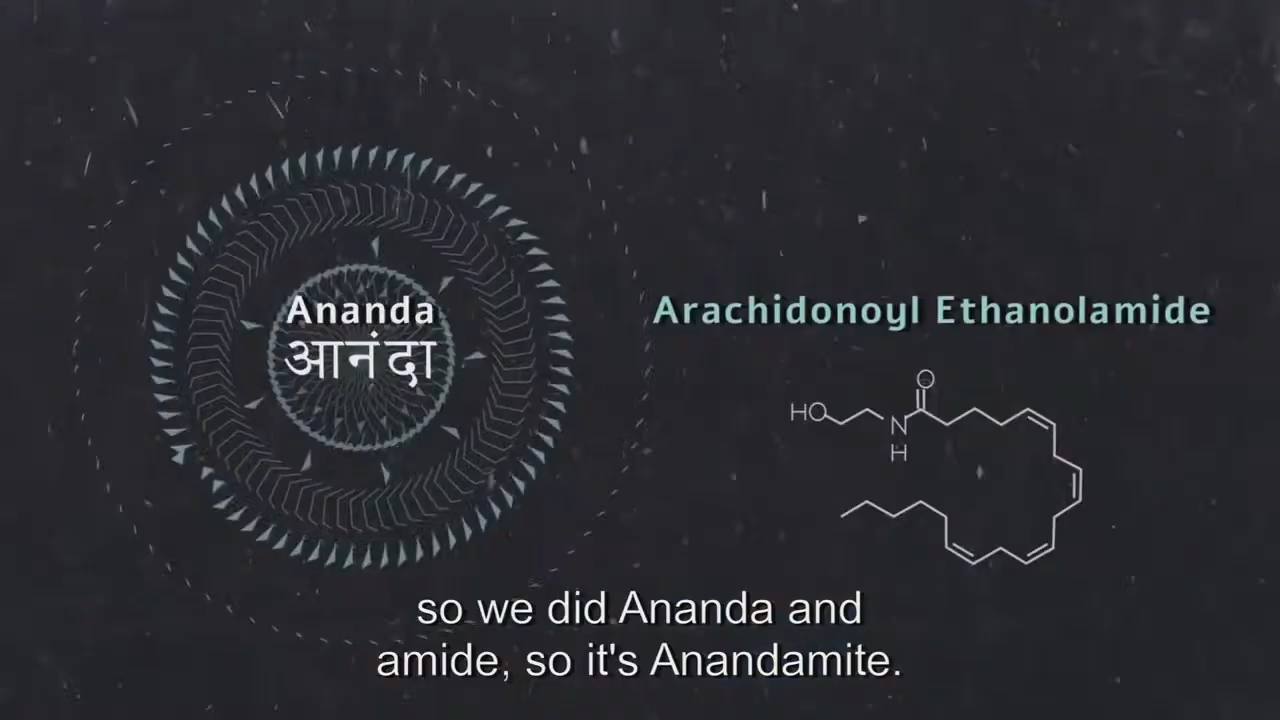 Ananda
आनंदा
Arachidonoyl Ethanolamide
O
HO
N
H
so we did Ananda and
amide, so it's Anandamite.